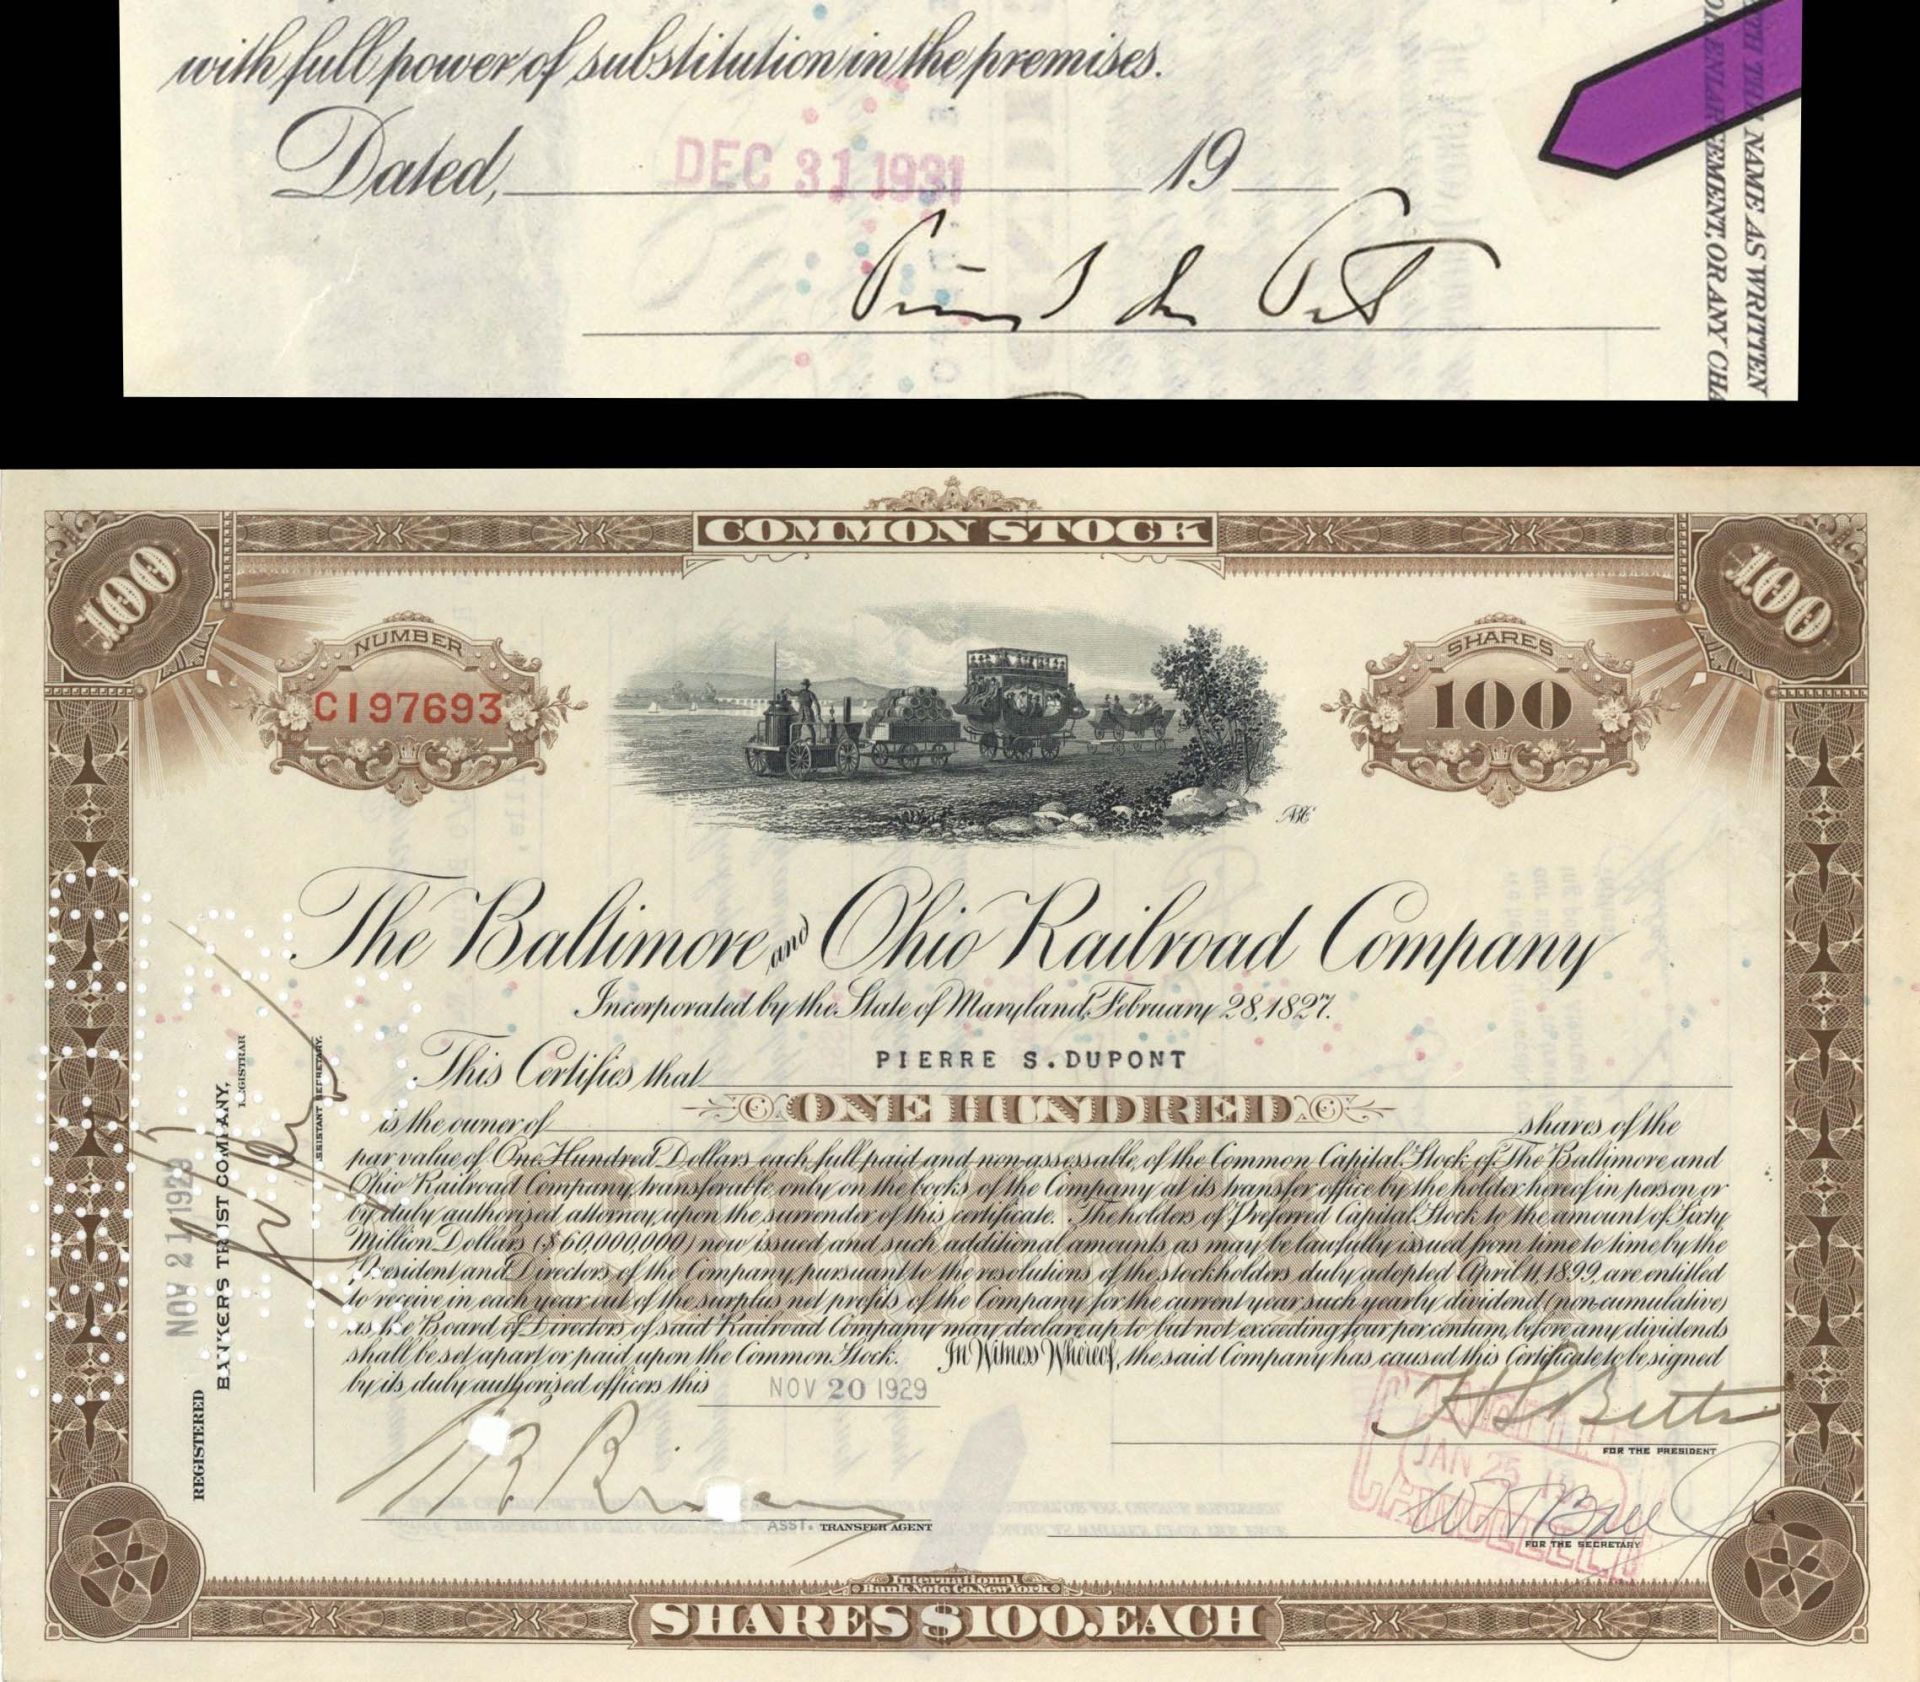 with full power of substitution in the premises.
Dated, DEC 31 1931 19
Pierre S du Pont
WITH THE NAME AS WRITTEN
OR ENLARGEMENT, OR ANY CHA
COMMON STOCK
100
100
NUMBER
C197693
SHARES
100
The Baltimore and Ohio Railroad Company
Incorporated by the State of Maryland, February 28, 1827.
This Certifies that PIERRE S. DUPONT
is the owner of ONE HUNDRED shares of the
par value of One Hundred Dollars each, full paid and non-assessable, of the Common Capital Stock of The Baltimore and
Ohio Railroad Company, transferable only on the books of the Company at its transfer office by the holder hereof in person or
by duly authorized attorney, upon the surrender of this certificate. The holders of Preferred Capital Stock to the amount of Sixty
Million Dollars ($60,000,000) now issued and such additional amounts as may be lawfully issued from time to time by the
President and Directors of the Company, pursuant to the resolutions of the stockholders duly adopted April 11, 1899, are entitled
to receive in each year out of the surplus net profits of the Company for the current year such yearly dividend (non-cumulative)
as the Board of Directors of said Railroad Company may declare up to but not exceeding four per centum, before any dividends
shall be set apart or paid upon the Common Stock. In Witness Whereof, the said Company has caused this Certificate to be signed
by its duly authorized officers this NOV 20 1929
H S Betts
FOR THE PRESIDENT
ASST. TRANSFER AGENT
FOR THE SECRETARY
CANCELLED
JAN 25
CANCELLED
REGISTERED NOV 21 1929
BANKERS TRUST COMPANY,
REGISTRAR
ASSISTANT SECRETARY.
International
Bank Note Co. New York
SHARES $100. EACH